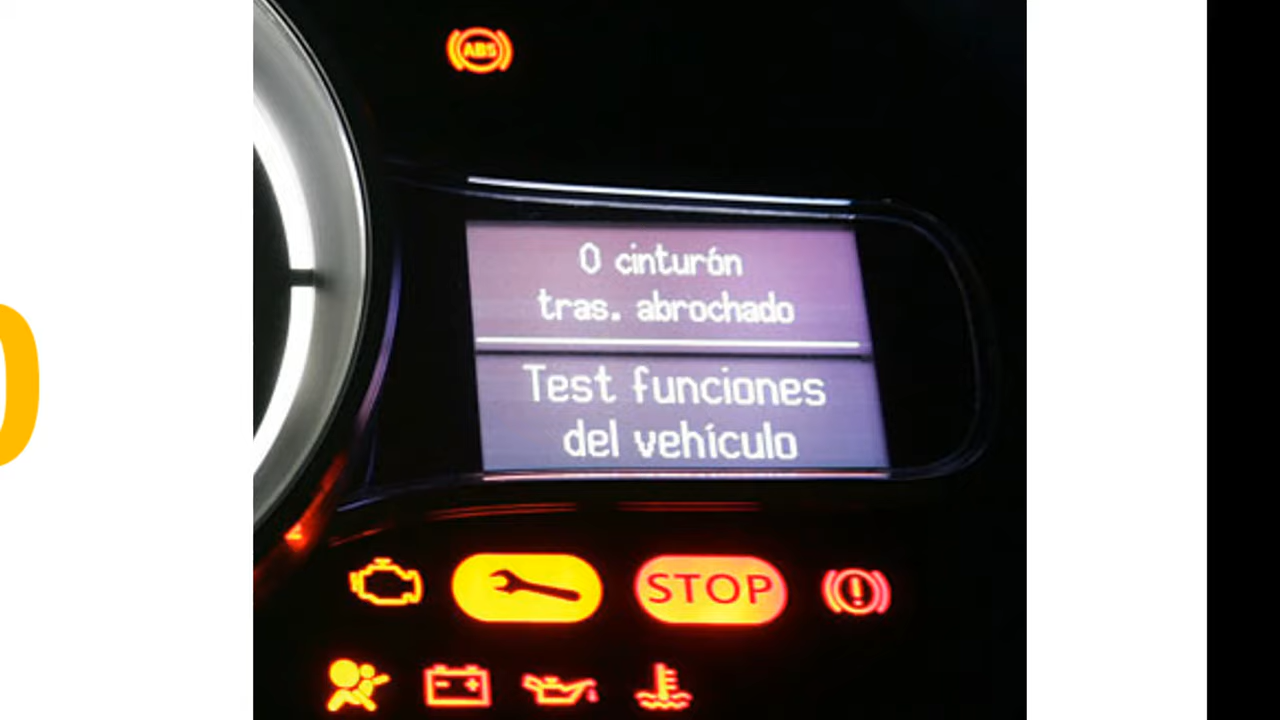 ABS
0 cinturón
tras. abrochado
Test funciones
del vehículo
STOP